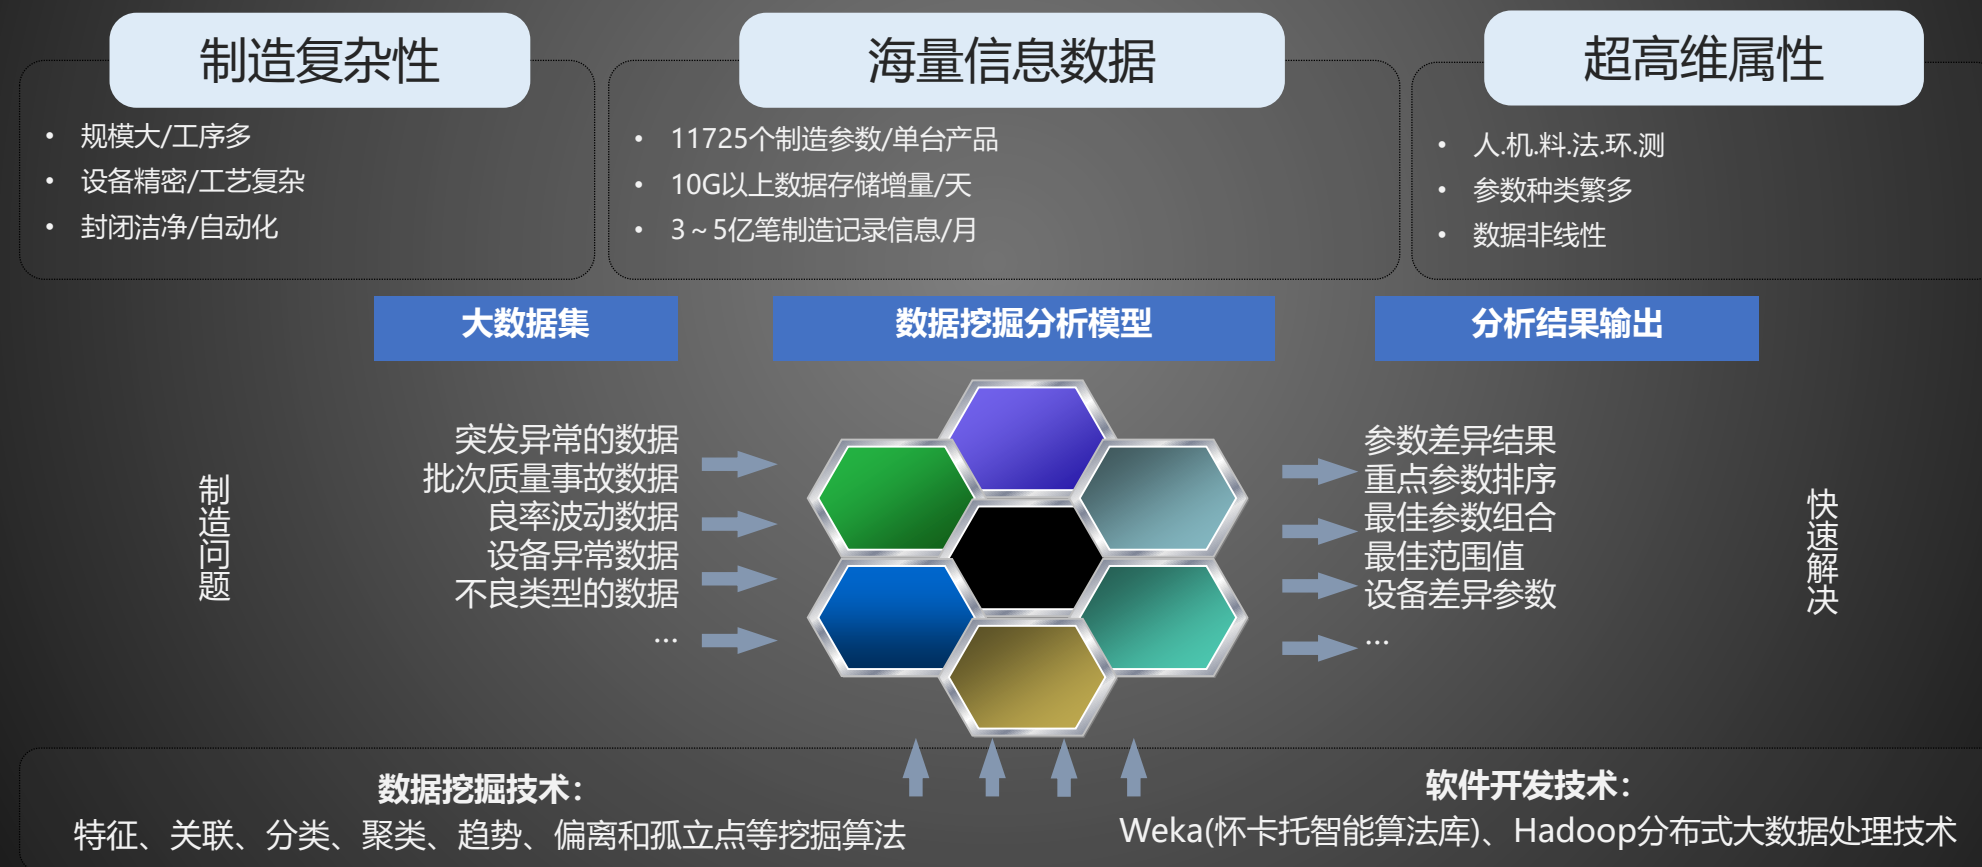 制造复杂性
规模大/工序多
设备精密/工艺复杂
封闭洁净/自动化
海量信息数据
11725个制造参数/单台产品
10G以上数据存储增量/天
3～5亿笔制造记录信息/月
超高维属性
人.机.料.法.环.测
参数种类繁多
数据非线性
大数据集
数据挖掘分析模型
分析结果输出
制造问题
突发异常的数据
批次质量事故数据
良率波动数据
设备异常数据
不良类型的数据
...
参数差异结果
重点参数排序
最佳参数组合
最佳范围值
设备差异参数
...
快速解决
数据挖掘技术：
特征、关联、分类、聚类、趋势、偏离和孤立点等挖掘算法
软件开发技术：
Weka(怀卡托智能算法库)、Hadoop分布式大数据处理技术